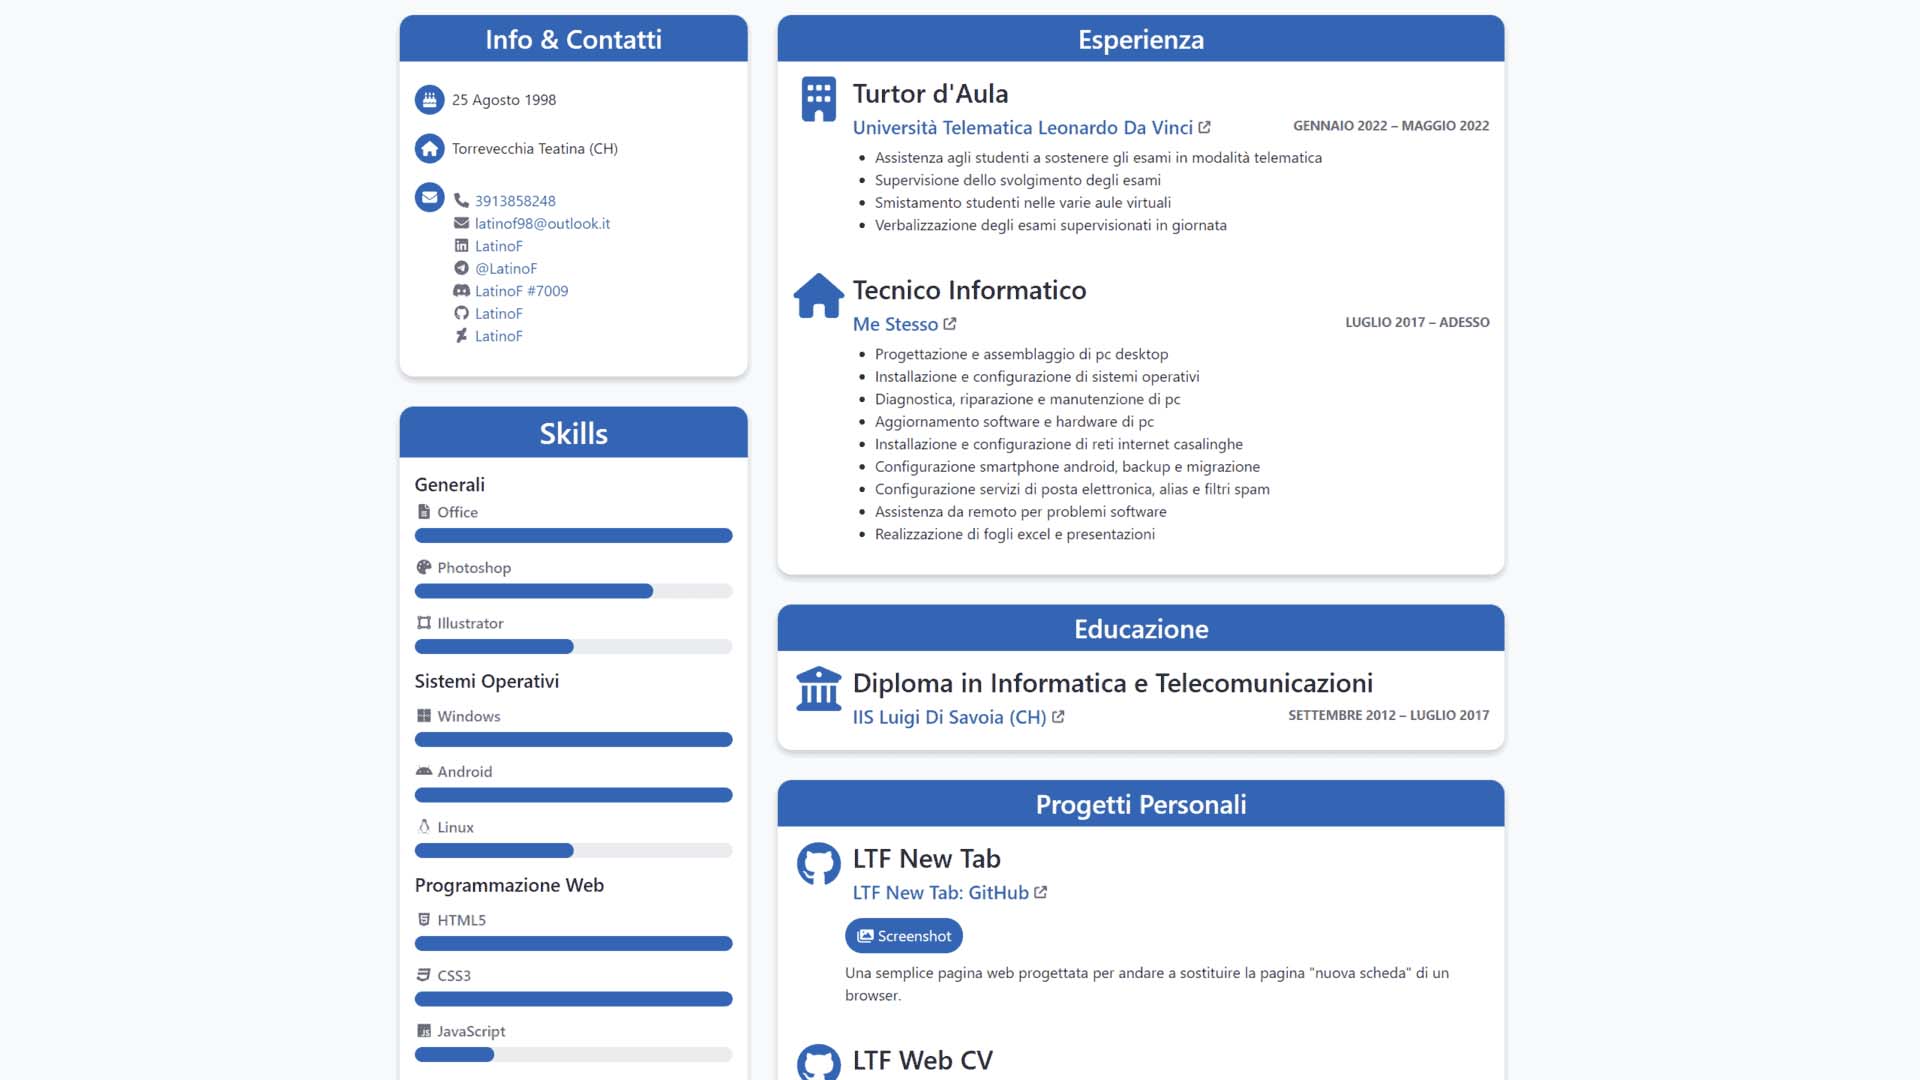 Info & Contatti
25 Agosto 1998
Torrevecchia Teatina (CH)
3913858248
latinof98@outlook.it
LatinoF
@LatinoF
LatinoF #7009
LatinoF
LatinoF
Skills
Generali
Office
Photoshop
Illustrator
Sistemi Operativi
Windows
Android
Linux
Programmazione Web
HTML5
CSS3
JavaScript
Esperienza
Turtor d'Aula
Università Telematica Leonardo Da Vinci
GENNAIO 2022 – MAGGIO 2022
• Assistenza agli studenti a sostenere gli esami in modalità telematica
• Supervisione dello svolgimento degli esami
• Smistamento studenti nelle varie aule virtuali
• Verbalizzazione degli esami supervisionati in giornata
Tecnico Informatico
Me Stesso
LUGLIO 2017 – ADESSO
• Progettazione e assemblaggio di pc desktop
• Installazione e configurazione di sistemi operativi
• Diagnostica, riparazione e manutenzione di pc
• Aggiornamento software e hardware di pc
• Installazione e configurazione di reti internet casalinghe
• Configurazione smartphone android, backup e migrazione
• Configurazione servizi di posta elettronica, alias e filtri spam
• Assistenza da remoto per problemi software
• Realizzazione di fogli excel e presentazioni
Educazione
Diploma in Informatica e Telecomunicazioni
IIS Luigi Di Savoia (CH)
SETTEMBRE 2012 – LUGLIO 2017
Progetti Personali
LTF New Tab
LTF New Tab: GitHub
Screenshot
Una semplice pagina web progettata per andare a sostituire la pagina "nuova scheda" di un
browser.
LTF Web CV